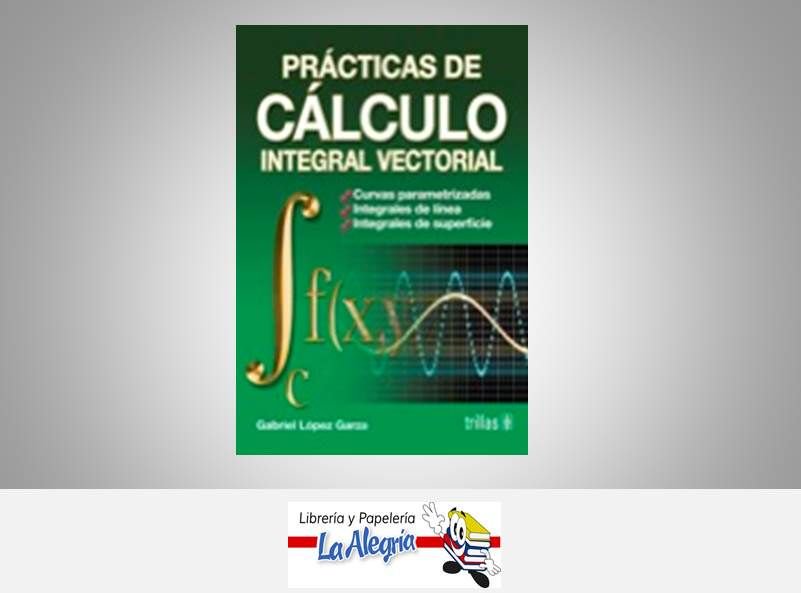 PRÁCTICAS DE
CÁLCULO
INTEGRAL VECTORIAL
Curvas parametrizadas
Integrales de línea
Integrales de superficie
∫ f(x,y
C
Gabriel López Garza
trillas
Librería y Papelería
La Alegría